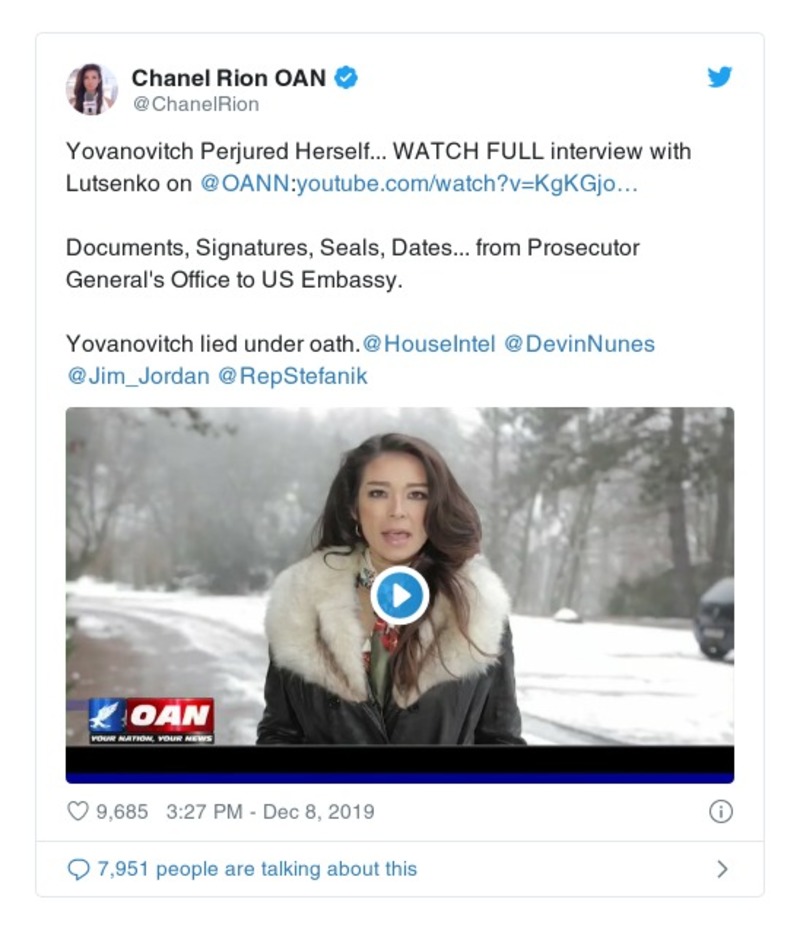 Chanel Rion OAN
@ChanelRion
Yovanovitch Perjured Herself... WATCH FULL interview with
Lutsenko on @OANN:youtube.com/watch?v=KgKGjo…
Documents, Signatures, Seals, Dates... from Prosecutor
General's Office to US Embassy.
Yovanovitch lied under oath.@HouseIntel @DevinNunes
@Jim_Jordan @RepStefanik
OAN
YOUR NATION, YOUR NEWS
9,685 3:27 PM - Dec 8, 2019
7,951 people are talking about this